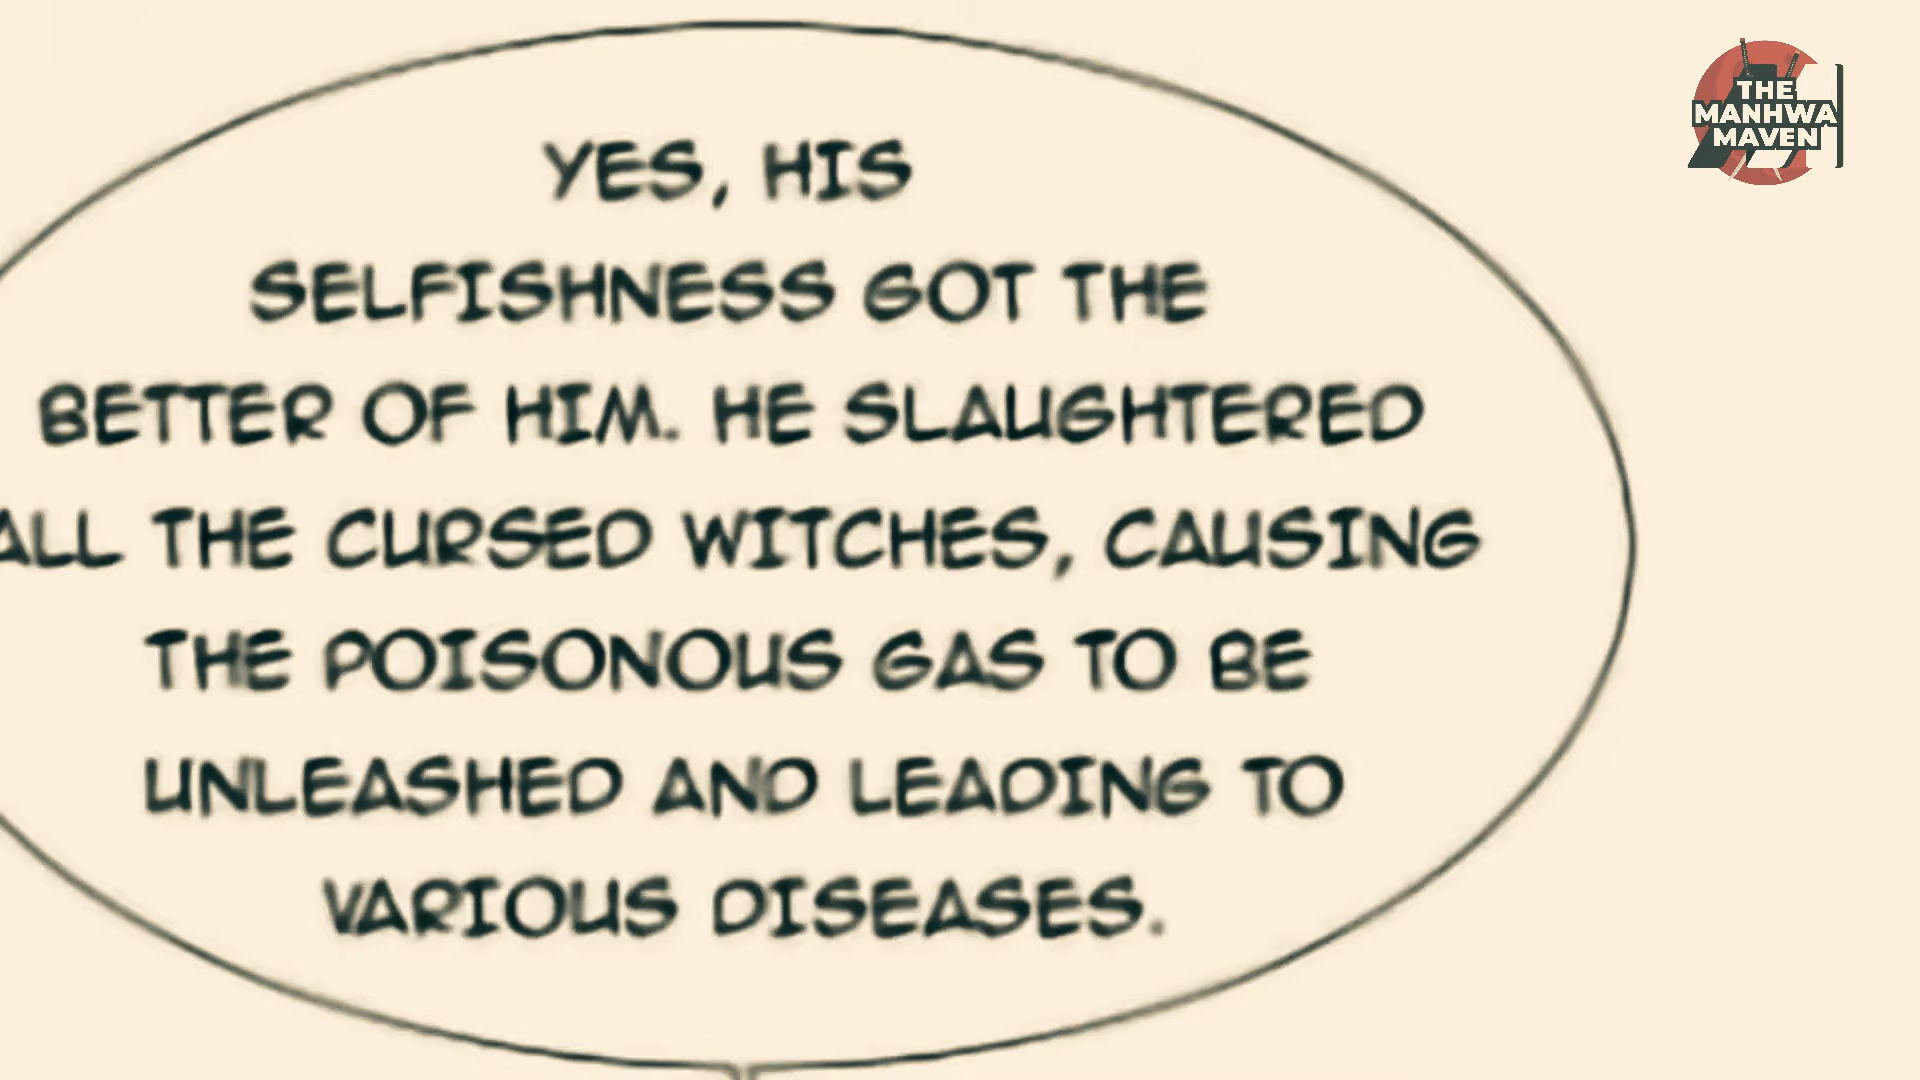 YES, HIS
SELFISHNESS GOT THE
BETTER OF HIM. HE SLAUGHTERED
ALL THE CURSED WITCHES, CAUSING
THE POISONOUS GAS TO BE
UNLEASHED AND LEADING TO
VARIOUS DISEASES.
THE
MANHWA
MAVEN